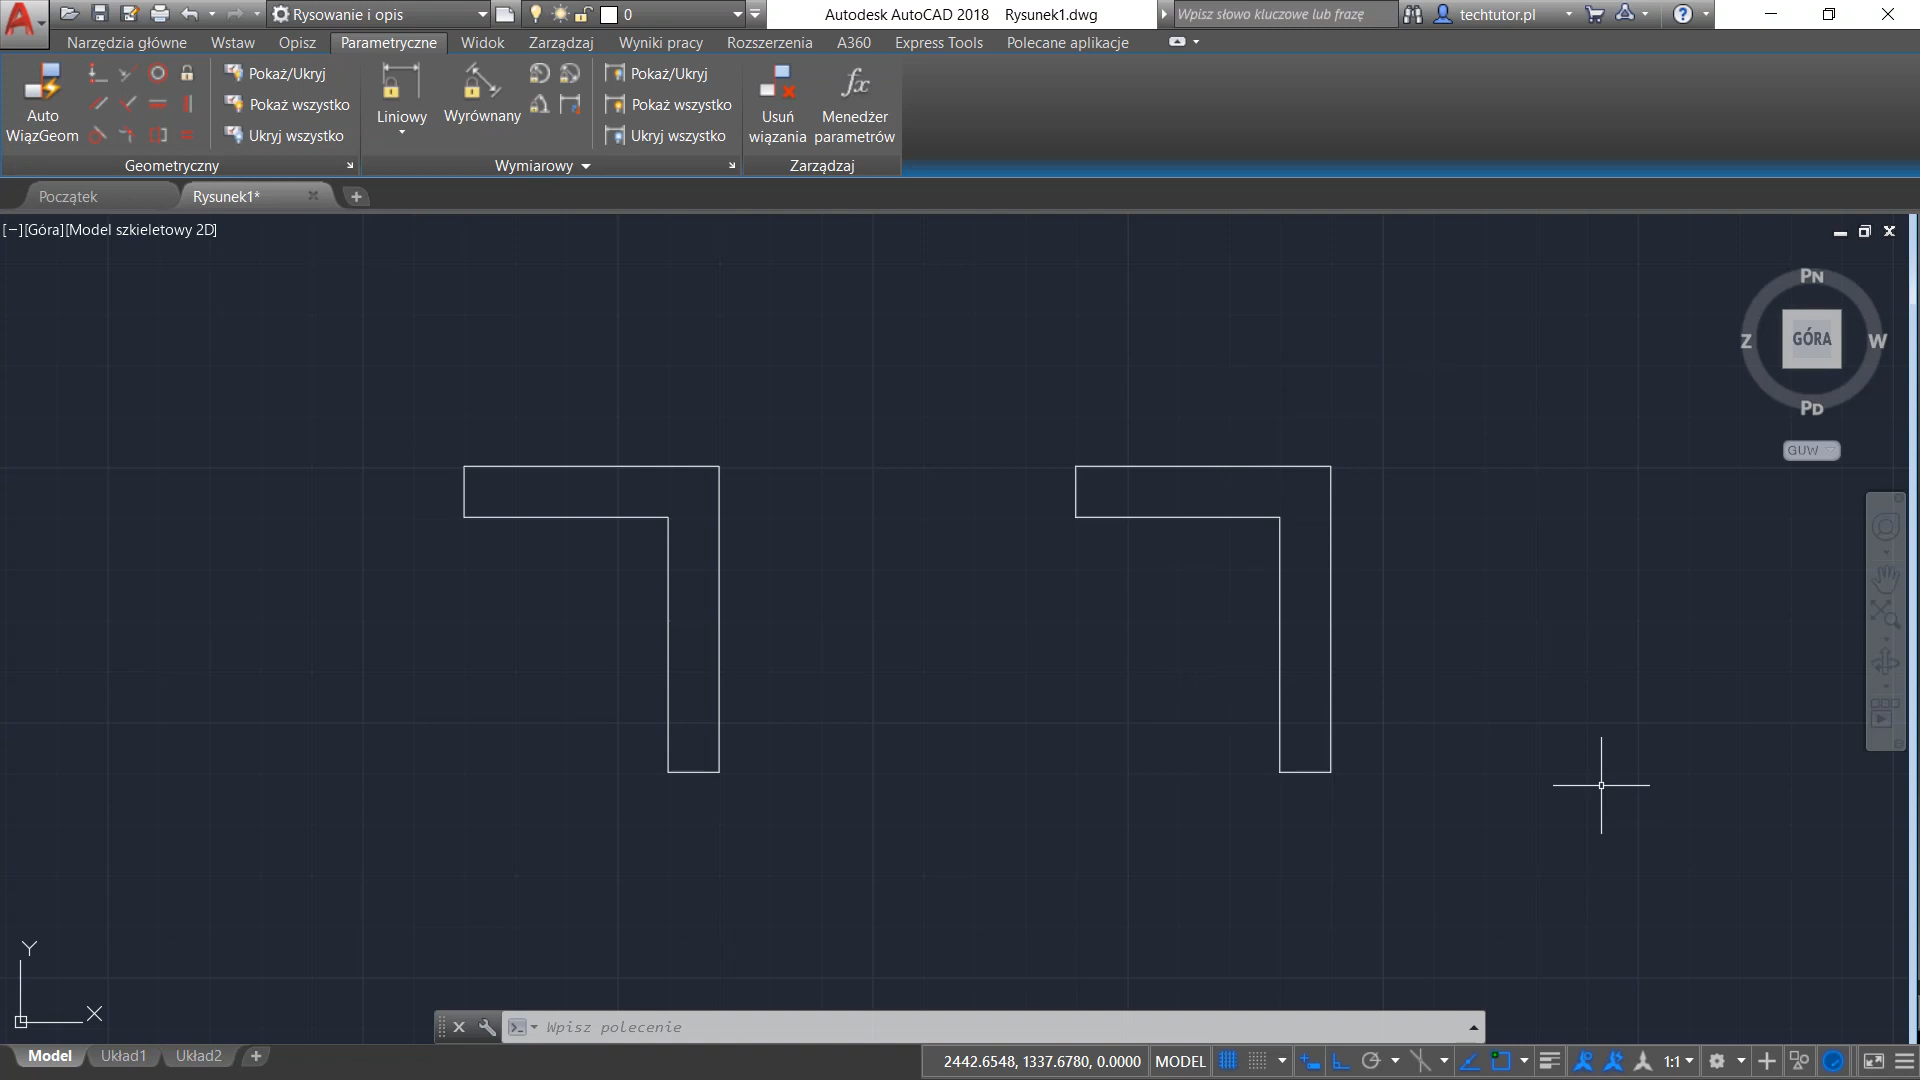 Rysowanie i opis
0
Autodesk AutoCAD 2018 Rysunek1.dwg
Wpisz słowo kluczowe lub frazę
techtutor.pl
Narzędzia główne Wstaw Opisz Parametryczne Widok Zarządzaj Wyniki pracy Rozszerzenia A360 Express Tools Polecane aplikacje
Auto
WiązGeom
Pokaż/Ukryj
Pokaż wszystko
Ukryj wszystko
Liniowy
Wyrównany
Pokaż/Ukryj
Pokaż wszystko
Ukryj wszystko
Usuń
wiązania
fx
Menedżer
parametrów
Geometryczny
Wymiarowy
Zarządzaj
Początek
Rysunek1*
[−][Góra][Model szkieletowy 2D]
PN
Z GÓRA W
PD
GUW
Y
X
Wpisz polecenie
Model Układ1 Układ2
2442.6548, 1337.6780, 0.0000 MODEL 1:1